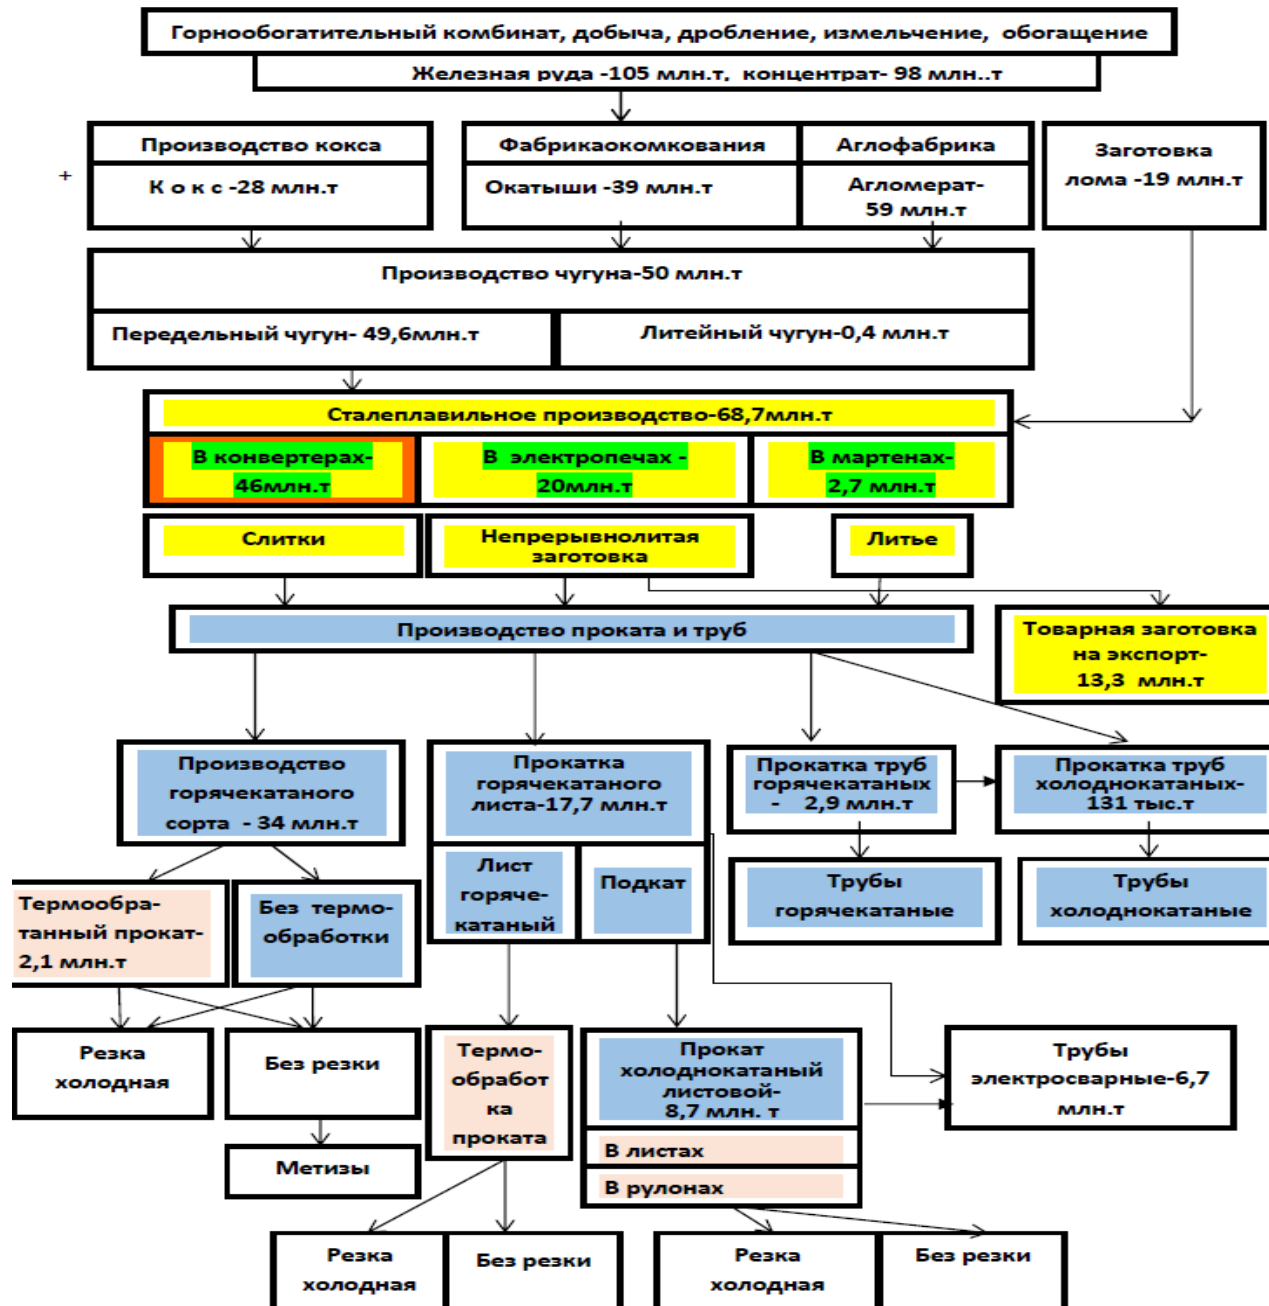 Горнообогатительный комбинат, добыча, дробление, измельчение, обогащение
Железная руда -105 млн.т, концентрат- 98 млн..т
+
Производство кокса
К о к с -28 млн.т
Фабрикаокомкования
Окатыши -39 млн.т
Аглофабрика
Агломерат-
59 млн.т
Заготовка
лома -19 млн.т
Производство чугуна-50 млн.т
Передельный чугун- 49,6млн.т
Литейный чугун-0,4 млн.т
Сталеплавильное производство-68,7млн.т
В конвертерах-
46млн.т
В электропечах -
20млн.т
В мартенах-
2,7 млн.т
Слитки
Непрерывнолитая
заготовка
Литье
Производство проката и труб
Товарная заготовка
на экспорт-
13,3 млн.т
Производство
горячекатаного
сорта - 34 млн.т
Прокатка
горячекатаного
листа-17,7 млн.т
Прокатка труб
горячекатаных
- 2,9 млн.т
Прокатка труб
холоднокатаных-
131 тыс.т
Термообра-
танный прокат-
2,1 млн.т
Без термо-
обработки
Лист
горяче-
катаный
Подкат
Трубы
горячекатаные
Трубы
холоднокатаные
Резка
холодная
Без резки
Термо-
обработ
ка
проката
Прокат
холоднокатаный
листовой-
8,7 млн. т
В листах
В рулонах
Трубы
электросварные-6,7
млн.т
Метизы
Резка
холодная
Без резки
Резка
холодная
Без резки